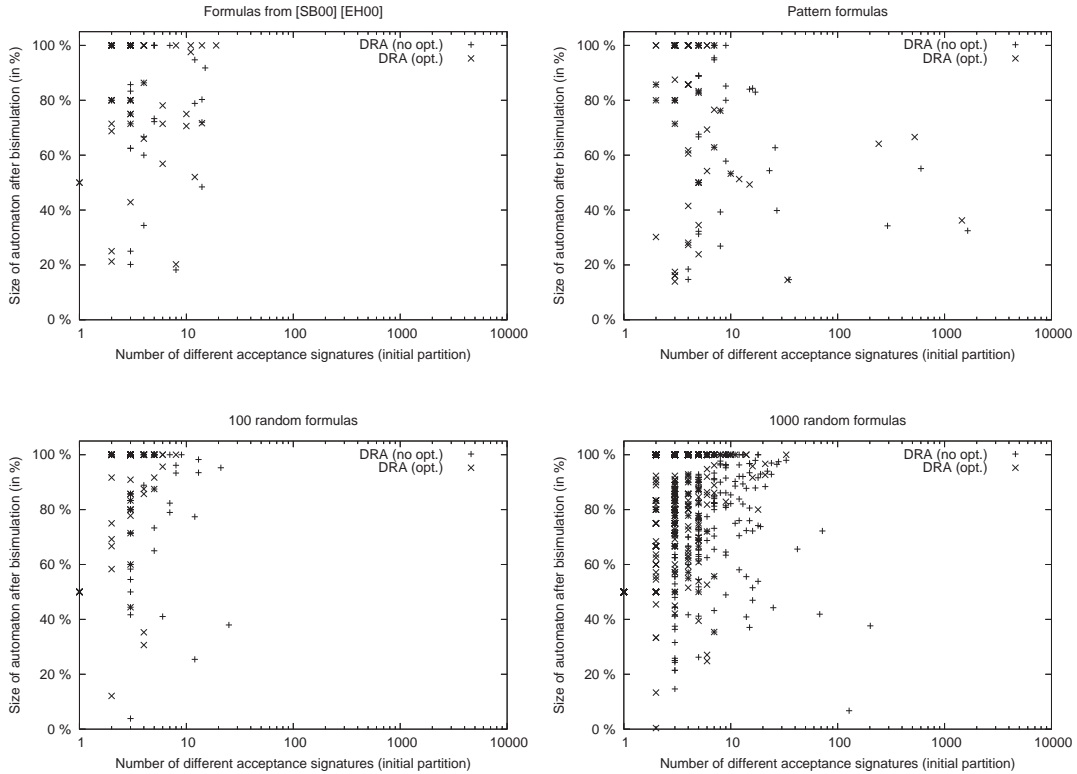 Formulas from [SB00] [EH00]
Size of automaton after bisimulation (in %)
100 %
80 %
60 %
40 %
20 %
0 %
DRA (no opt.)
DRA (opt.)
1 10 100 1000 10000
Number of different acceptance signatures (initial partition)
Pattern formulas
Size of automaton after bisimulation (in %)
100 %
80 %
60 %
40 %
20 %
0 %
DRA (no opt.)
DRA (opt.)
1 10 100 1000 10000
Number of different acceptance signatures (initial partition)
100 random formulas
Size of automaton after bisimulation (in %)
100 %
80 %
60 %
40 %
20 %
0 %
DRA (no opt.)
DRA (opt.)
1 10 100 1000 10000
Number of different acceptance signatures (initial partition)
1000 random formulas
Size of automaton after bisimulation (in %)
100 %
80 %
60 %
40 %
20 %
0 %
DRA (no opt.)
DRA (opt.)
1 10 100 1000 10000
Number of different acceptance signatures (initial partition)